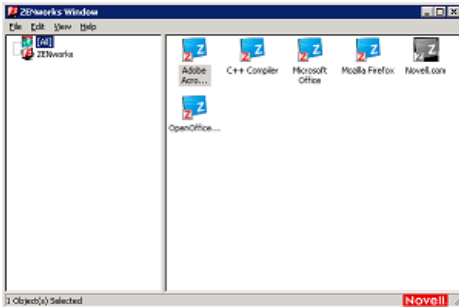 ZENworks Window
File Edit View Help
[All]
ZENworks
Adobe Acro...
C++ Compiler
Microsoft Office
Mozilla Firefox
Novell.com
OpenOffice....
1 Object(s) Selected
Novell